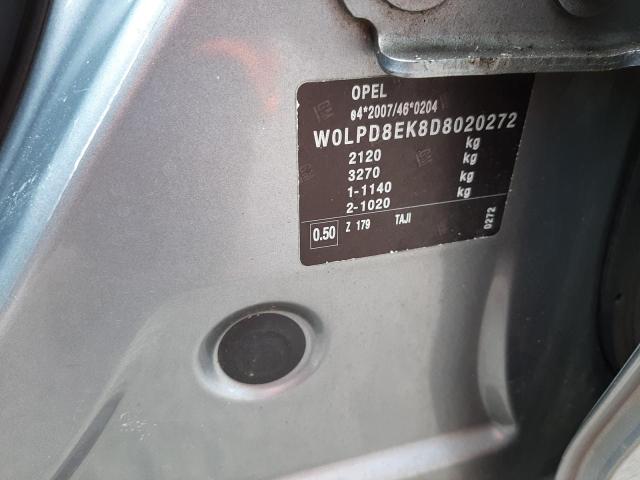 OPEL
e4*2007/46*0204
W0LPD8EK8D8020272
2120 kg
3270 kg
1-1140 kg
2-1020 kg
0.50 Z 179 TAJI 0272